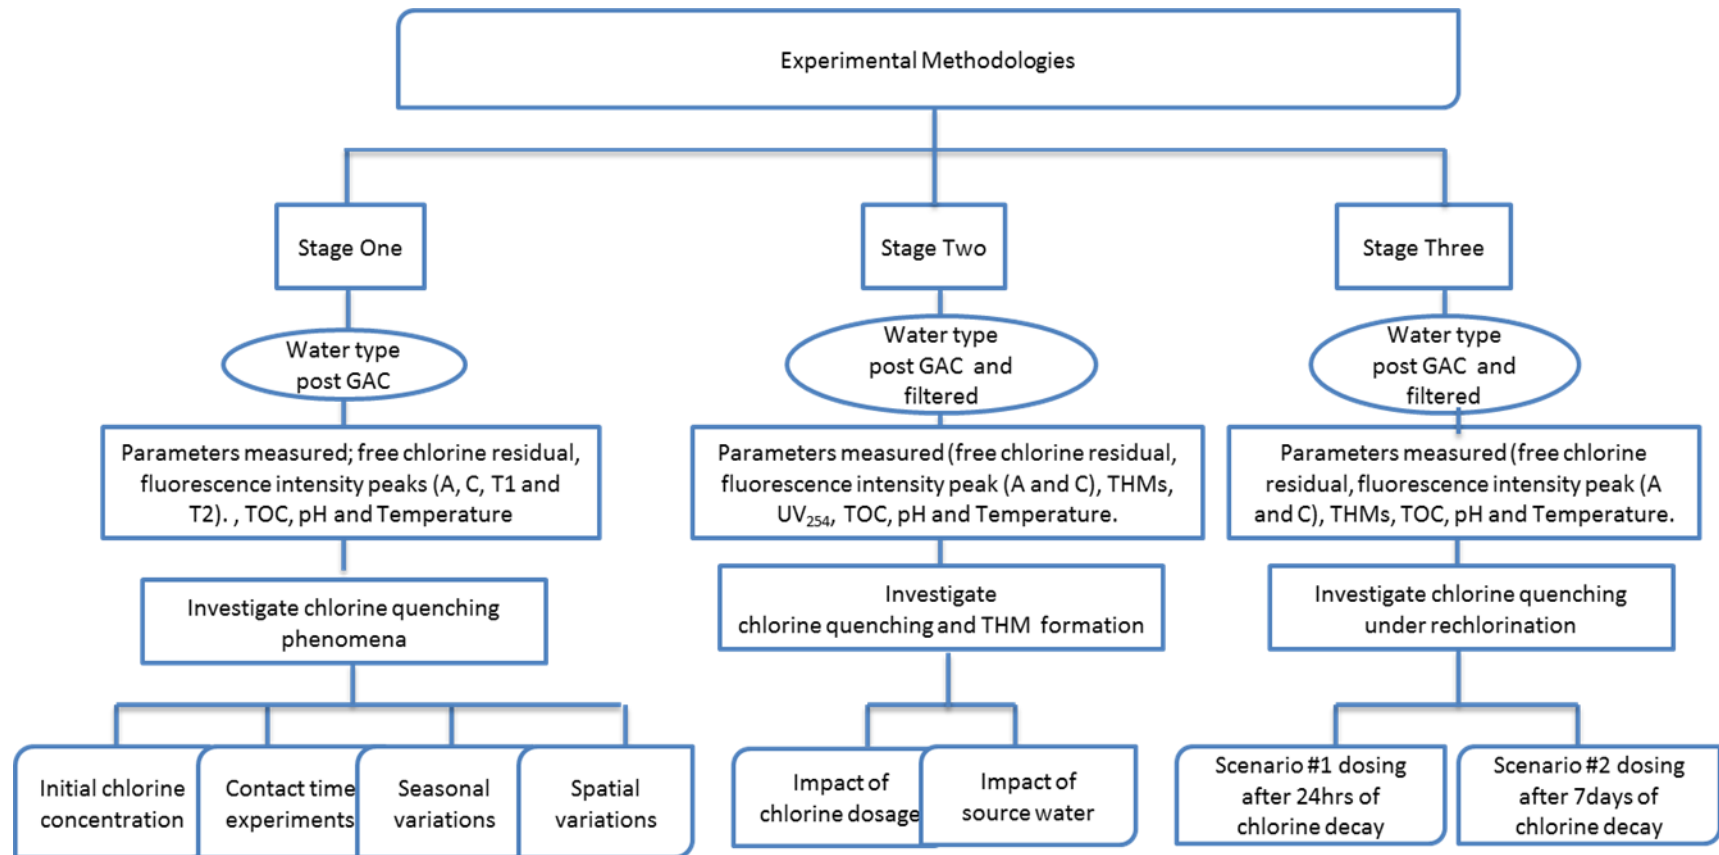 Experimental Methodologies
Stage One
Stage Two
Stage Three
Water type
post GAC
Water type
post GAC and
filtered
Water type
post GAC and
filtered
Parameters measured; free chlorine residual,
fluorescence intensity peaks (A, C, T1 and
T2). , TOC, pH and Temperature
Parameters measured (free chlorine residual,
fluorescence intensity peak (A and C), THMs,
UV254, TOC, pH and Temperature.
Parameters measured (free chlorine
residual, fluorescence intensity peak (A
and C), THMs, TOC, pH and Temperature.
Investigate chlorine quenching
phenomena
Investigate
chlorine quenching and THM formation
Investigate chlorine quenching
under rechlorination
Initial chlorine
concentration
Contact time
experiments
Seasonal
variations
Spatial
variations
Impact of
chlorine dosage
Impact of
source water
Scenario #1 dosing
after 24hrs of
chlorine decay
Scenario #2 dosing
after 7days of
chlorine decay